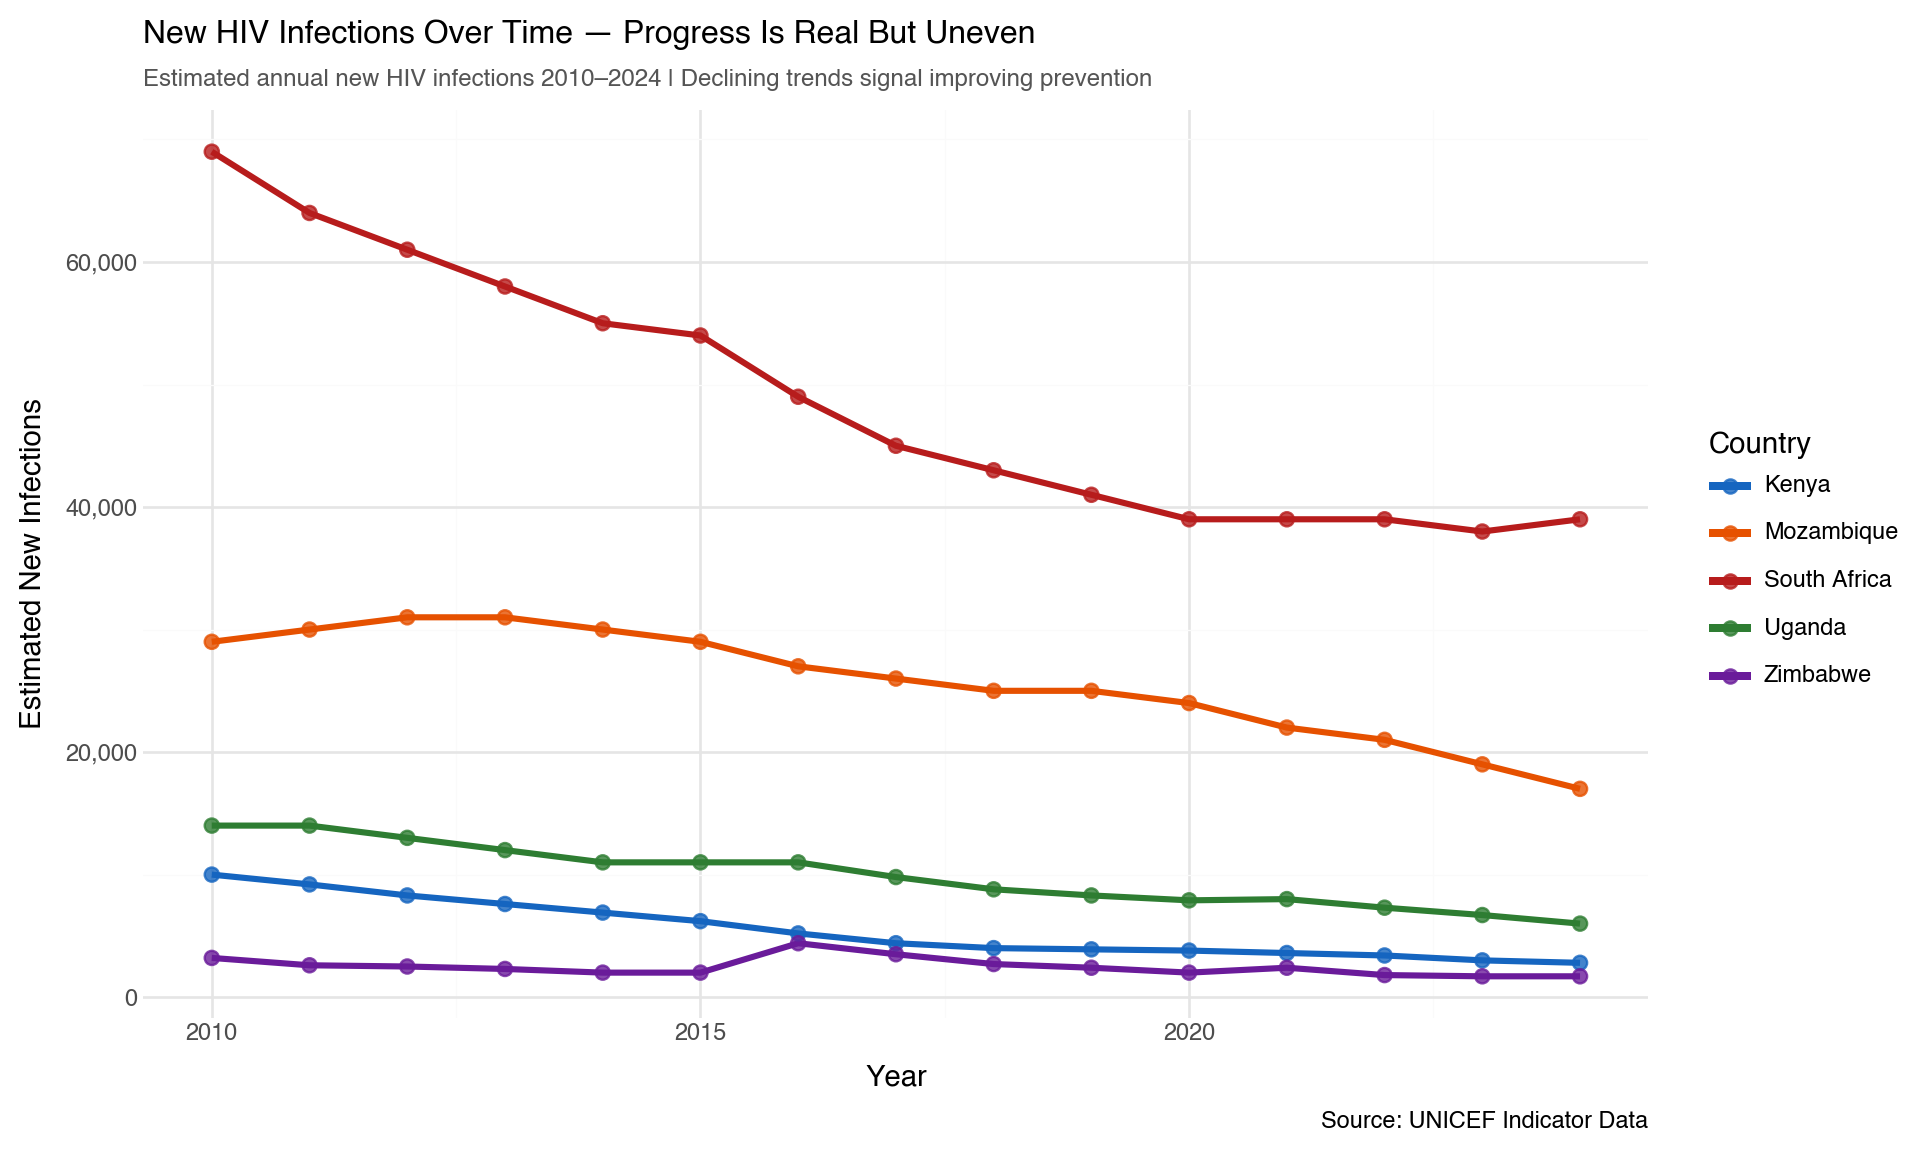 New HIV Infections Over Time — Progress Is Real But Uneven
Estimated annual new HIV infections 2010–2024 | Declining trends signal improving prevention
Estimated New Infections
60,000
40,000
20,000
0
2010
2015
2020
Year
Country
Kenya
Mozambique
South Africa
Uganda
Zimbabwe
Source: UNICEF Indicator Data